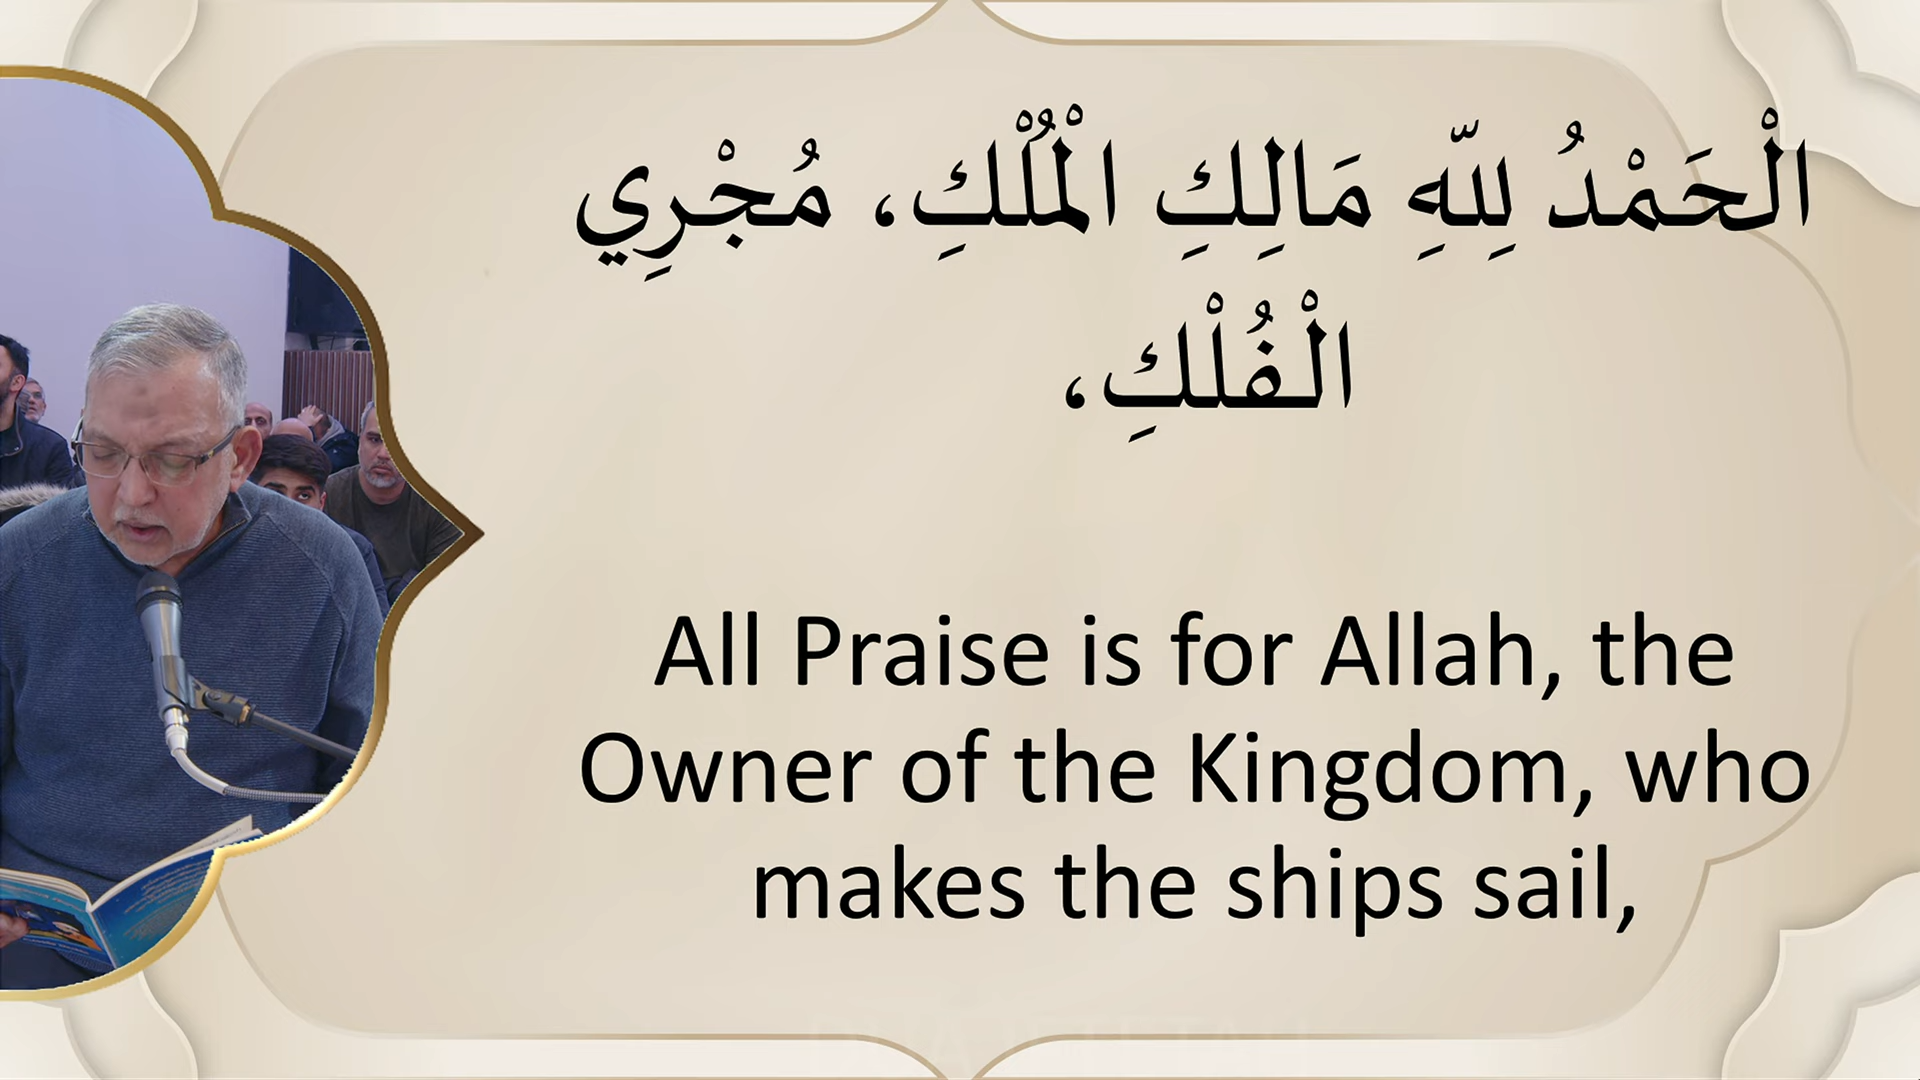 الْحَمْدُ لِلّهِ مَالِكِ الْمُلْكِ، مُجْرِي
الْفُلْكِ،
All Praise is for Allah, the
Owner of the Kingdom, who
makes the ships sail,